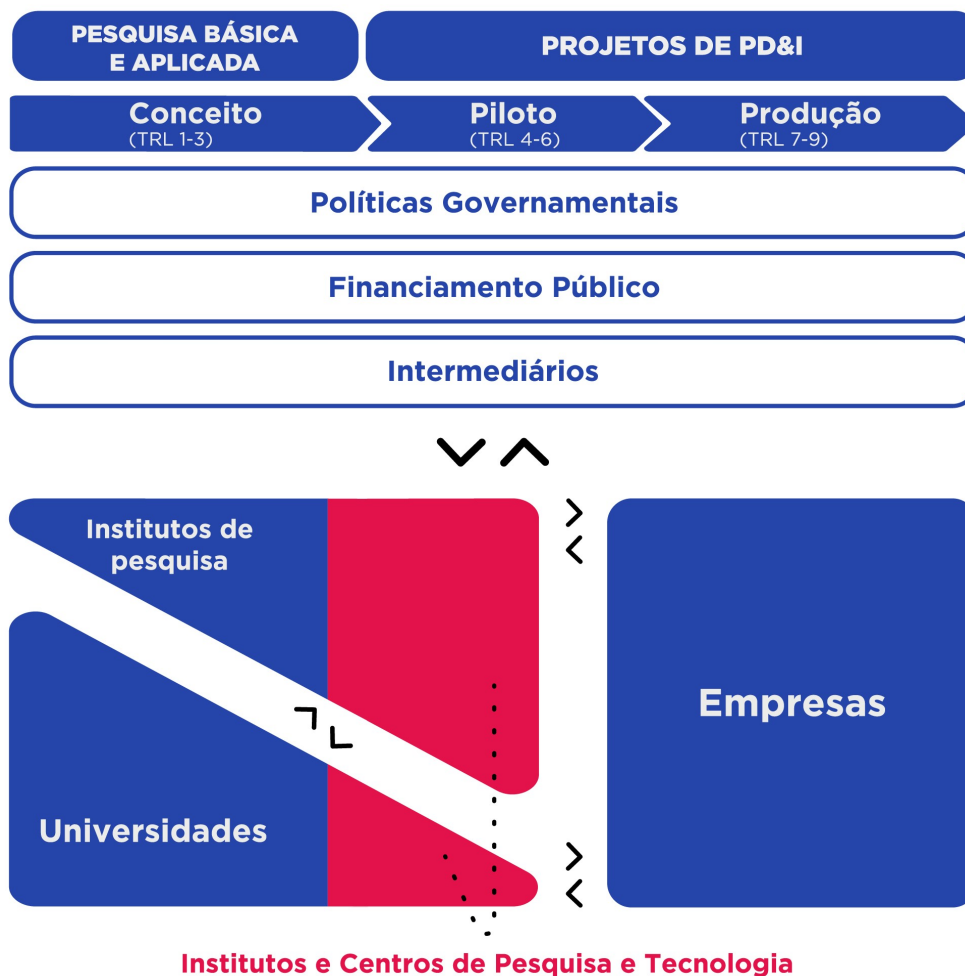 PESQUISA BÁSICA
E APLICADA
PROJETOS DE PD&I
Conceito
(TRL 1-3)
Piloto
(TRL 4-6)
Produção
(TRL 7-9)
Políticas Governamentais
Financiamento Público
Intermediários
Institutos de
pesquisa
Universidades
Empresas
Institutos e Centros de Pesquisa e Tecnologia